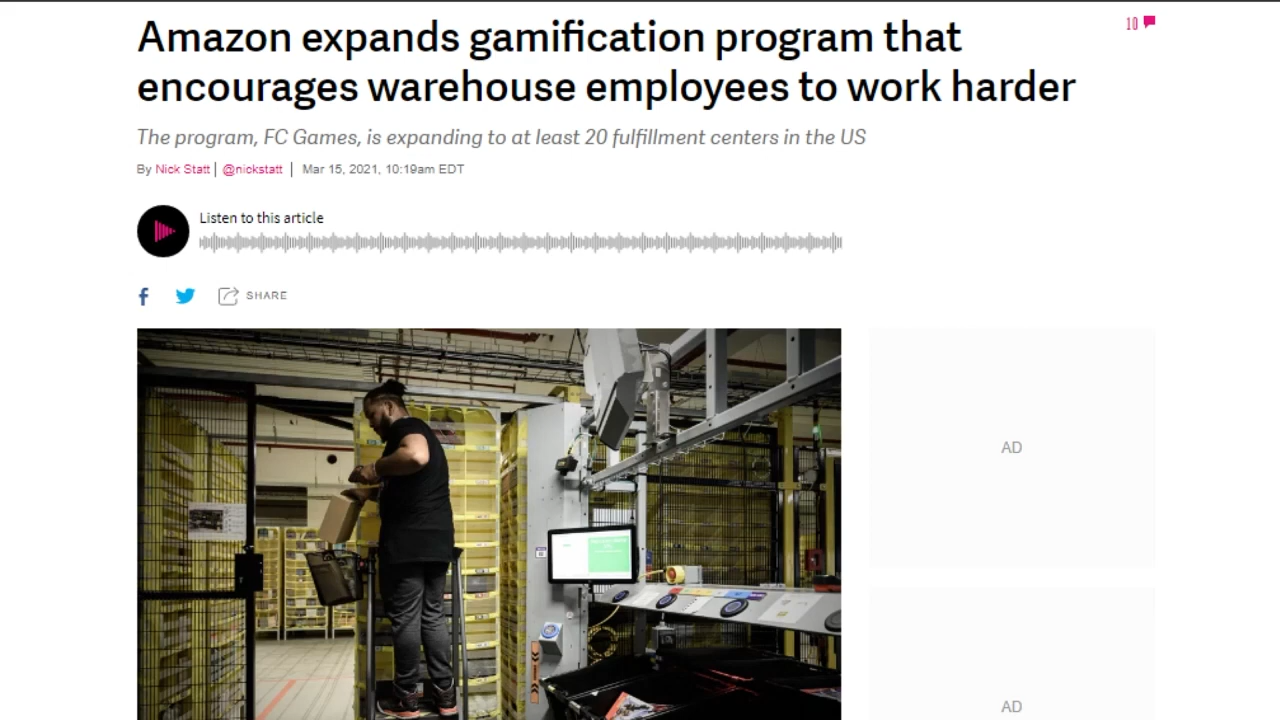 Amazon expands gamification program that
encourages warehouse employees to work harder
10
The program, FC Games, is expanding to at least 20 fulfillment centers in the US
By Nick Statt | @nickstatt | Mar 15, 2021, 10:19am EDT
Listen to this article
SHARE
AD
AD